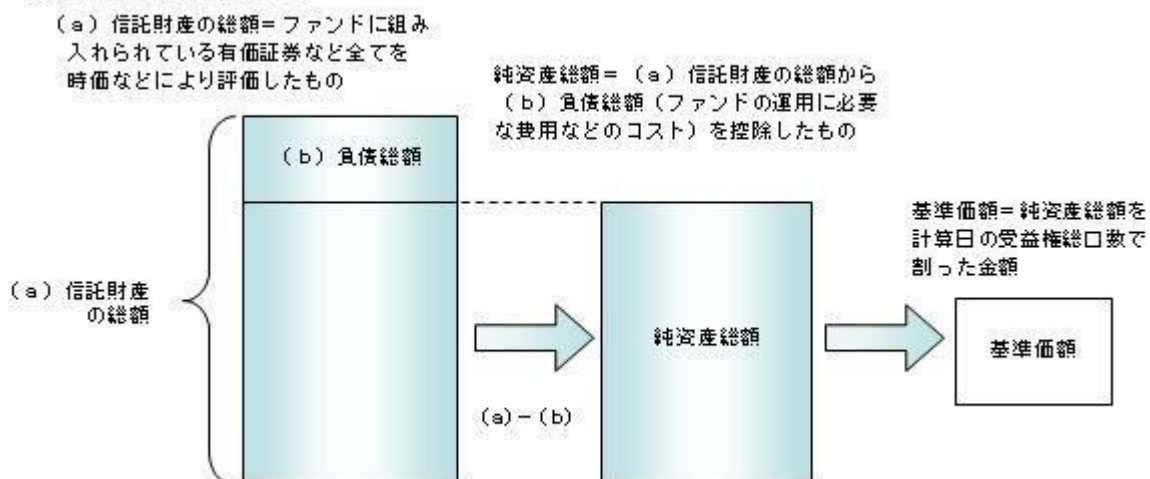 (a)信託財産の総額=ファンドに組み
入れられている有価証券など全てを
時価などにより評価したもの
純資産総額=(a)信託財産の総額から
(b)負債総額(ファンドの運用に必要
な費用などのコスト)を控除したもの
(b)負債総額
基準価額=純資産総額を
計算日の受益権総口数で
割った金額
(a)信託財産
の総額
純資産総額
基準価額
(a)-(b)